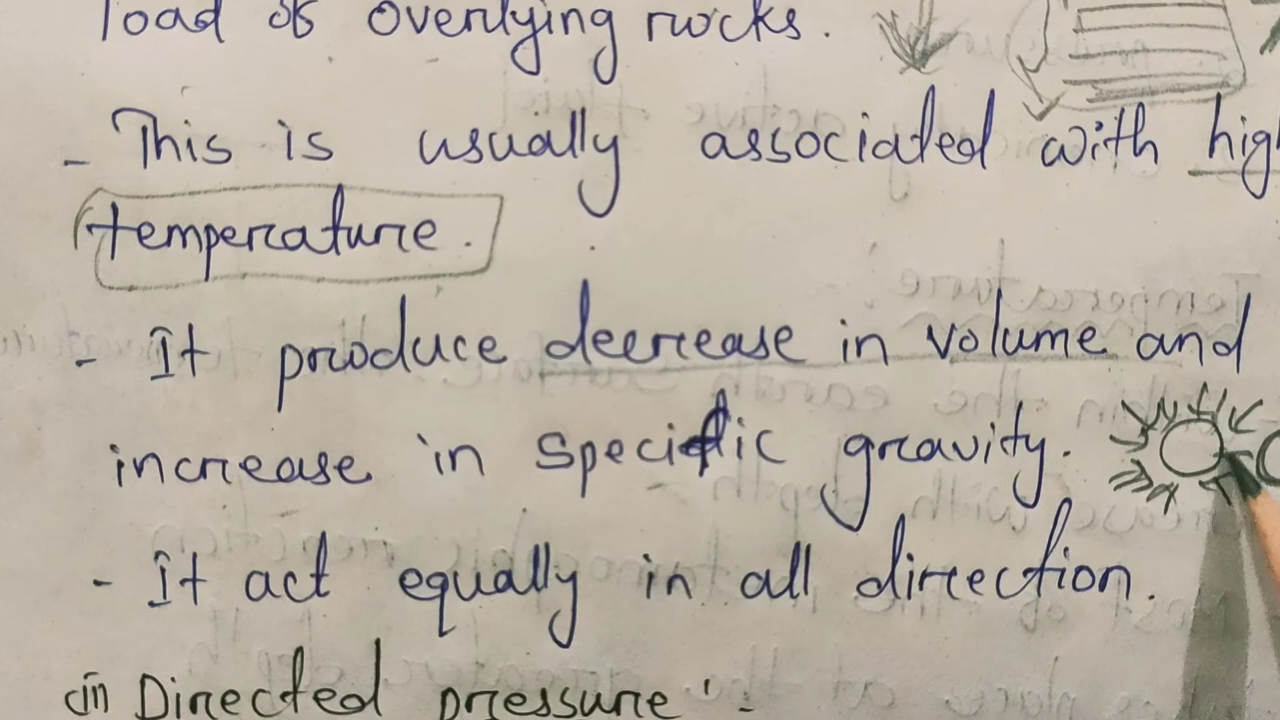 load of overlying rocks.
- This is usually associated with hig
temperature.
- It produce decrease in volume and
increase in specific gravity.
- It act equally in all direction.
(ii) Directed pressure : -